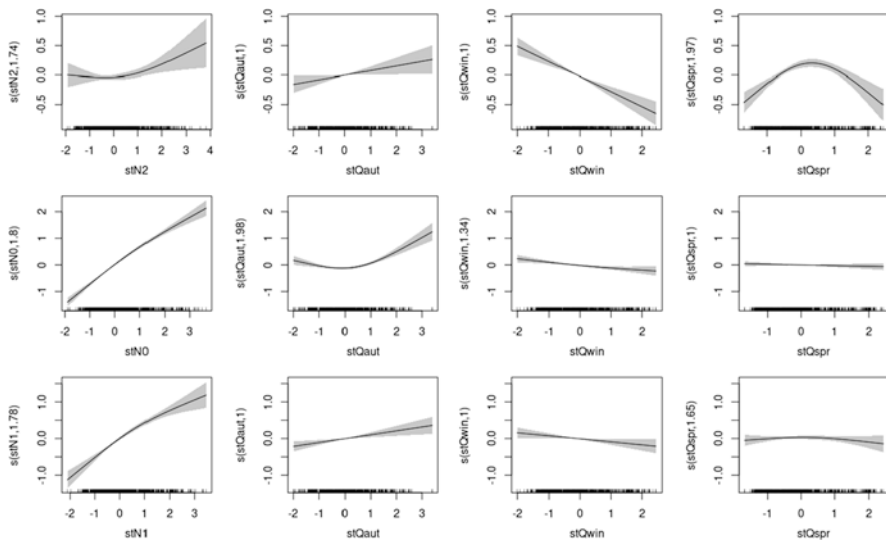 s(stN2,1.74)
1.0
0.5
0.0
-0.5
-2 -1 0 1 2 3 4
stN2
s(stQaut,1)
1.0
0.5
0.0
-0.5
-2 -1 0 1 2 3
stQaut
s(stQwin,1)
1.0
0.5
0.0
-0.5
-2 -1 0 1 2
stQwin
s(stQspr,1.97)
1.0
0.5
0.0
-0.5
-1 0 1 2
stQspr
s(stN0,1.8)
2
1
0
-1
-2 -1 0 1 2 3
stN0
s(stQaut,1.98)
2
1
0
-1
-2 -1 0 1 2 3
stQaut
s(stQwin,1.34)
2
1
0
-1
-2 -1 0 1 2
stQwin
s(stQspr,1)
2
1
0
-1
-1 0 1 2
stQspr
s(stN1,1.78)
1.0
0.0
-1.0
-2 -1 0 1 2 3
stN1
s(stQaut,1)
1.0
0.0
-1.0
-2 -1 0 1 2 3
stQaut
s(stQwin,1)
1.0
0.0
-1.0
-2 -1 0 1 2
stQwin
s(stQspr,1.65)
1.0
0.0
-1.0
-1 0 1 2
stQspr